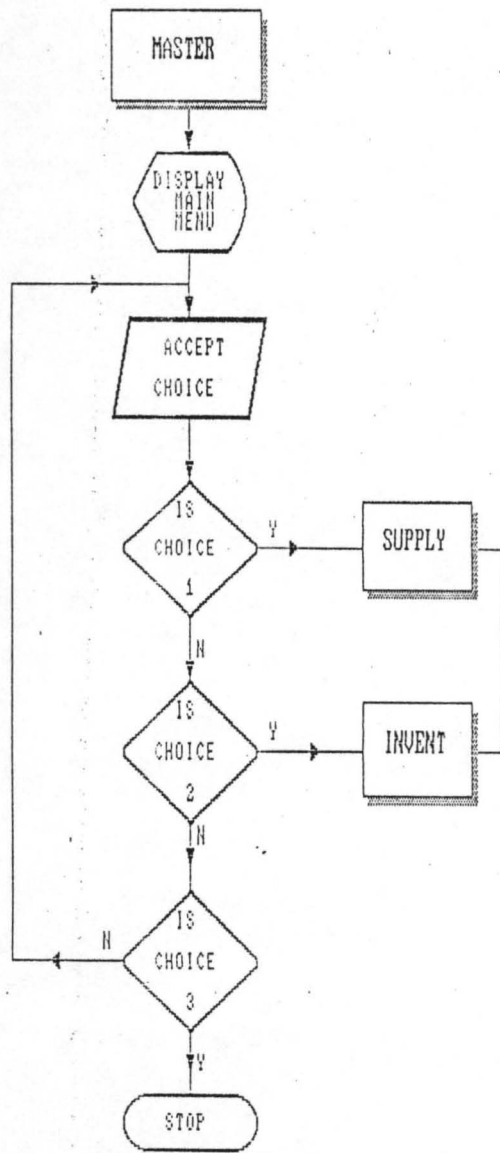 MASTER
DISPLAY
MAIN
MENU
ACCEPT
CHOICE
IS
CHOICE
1
Y
SUPPLY
N
IS
CHOICE
2
Y
INVENT
N
IS
CHOICE
3
N
Y
STOP